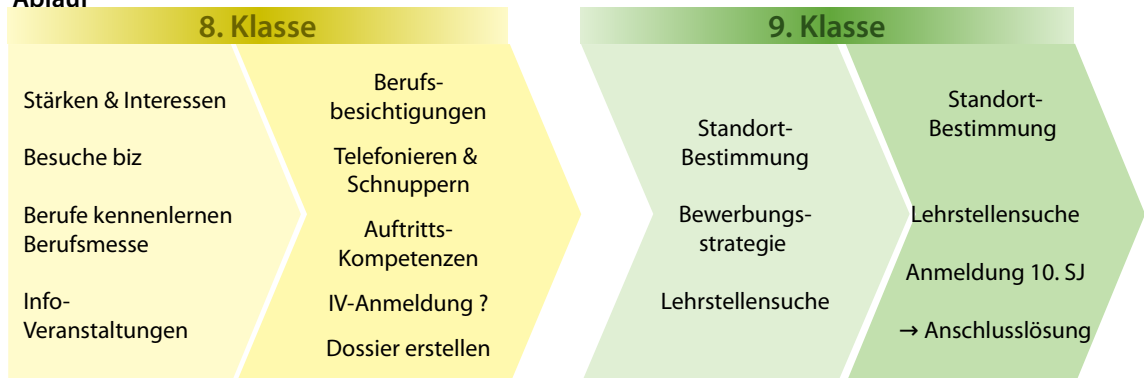 Ablauf
8. Klasse
Stärken & Interessen
Besuche biz
Berufe kennenlernen
Berufsmesse
Info-
Veranstaltungen
Berufs-
besichtigungen
Telefonieren &
Schnuppern
Auftritts-
Kompetenzen
IV-Anmeldung ?
Dossier erstellen
9. Klasse
Standort-
Bestimmung
Bewerbungs-
strategie
Lehrstellensuche
Standort-
Bestimmung
Lehrstellensuche
Anmeldung 10. SJ
→ Anschlusslösung